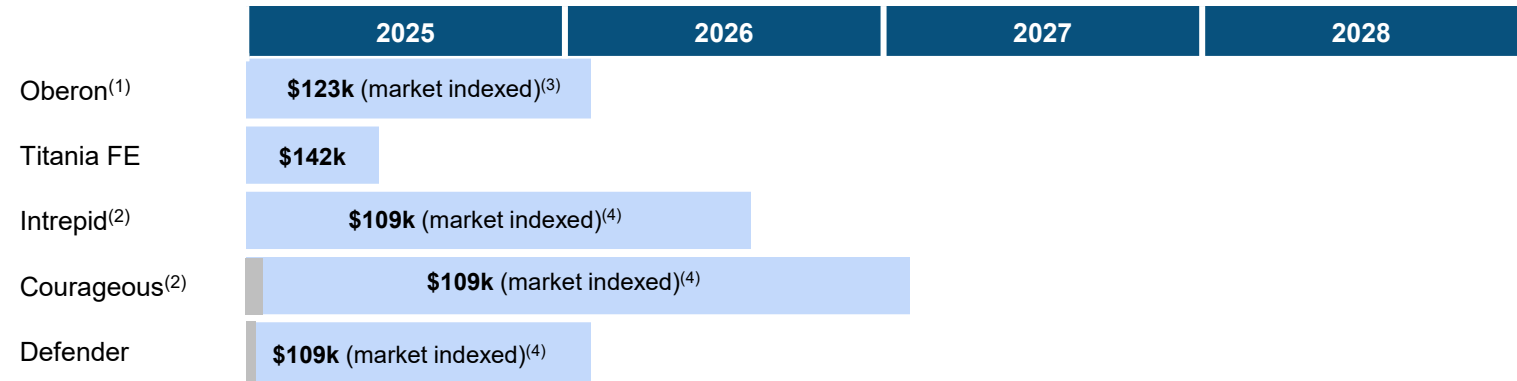 2025 2026 2027 2028
Oberon(1) $123k (market indexed)(3)
Titania FE $142k
Intrepid(2) $109k (market indexed)(4)
Courageous(2) $109k (market indexed)(4)
Defender $109k (market indexed)(4)